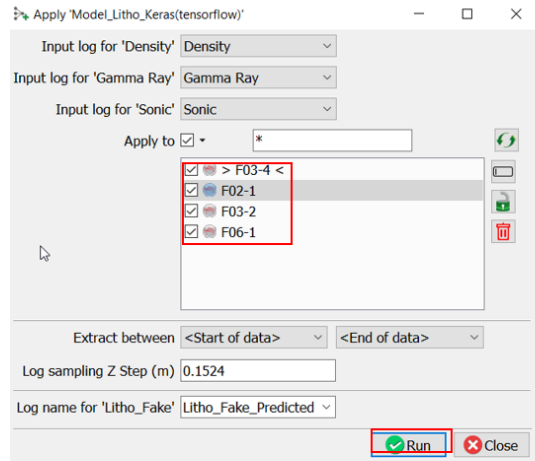 Apply 'Model_Litho_Keras(tensorflow)'
Input log for 'Density' Density
Input log for 'Gamma Ray' Gamma Ray
Input log for 'Sonic' Sonic
Apply to *
> F03-4 <
F02-1
F03-2
F06-1
Extract between <Start of data> <End of data>
Log sampling Z Step (m) 0.1524
Log name for 'Litho_Fake' Litho_Fake_Predicted
Run Close